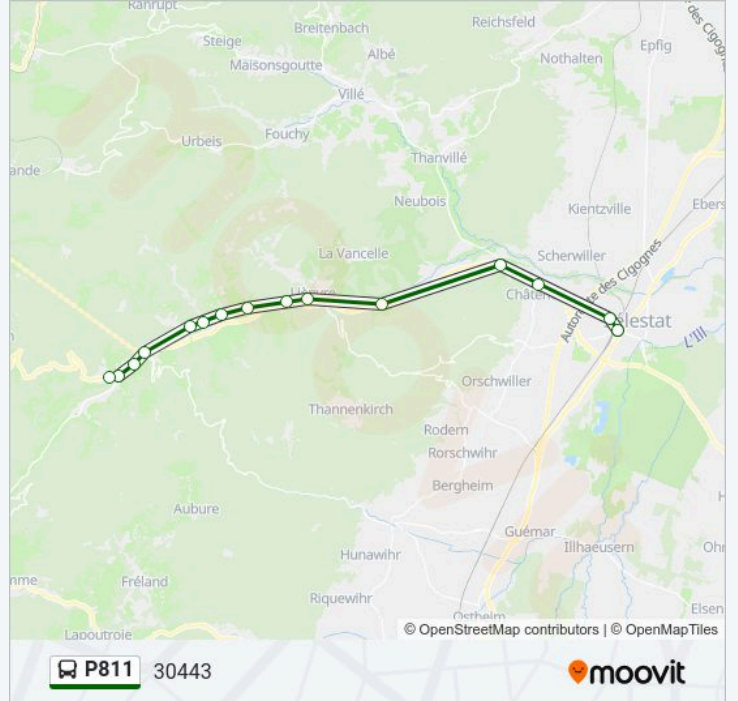 Ranrupt
Breitenbach
Reichsfeld
Steige
Albé
Epfig
Nothalten
Maisonsgoutte
Villé
Urbeis
Fouchy
Thanvillé
Neubois
Kientzville
Ebers
La Vancelle
Scherwiller
Autoroute des Cigognes
Châten
Sélestat
L'Ill
Orschwiller
Thannenkirch
Rodern
Rorschwihr
Bergheim
Aubure
Guémar
Illhaeusern
Hunawihr
Fréland
Riquewihr
Ostheim
Elsen
Lapoutroie
© OpenStreetMap contributors | © OpenMapTiles
P811 30443
moovit